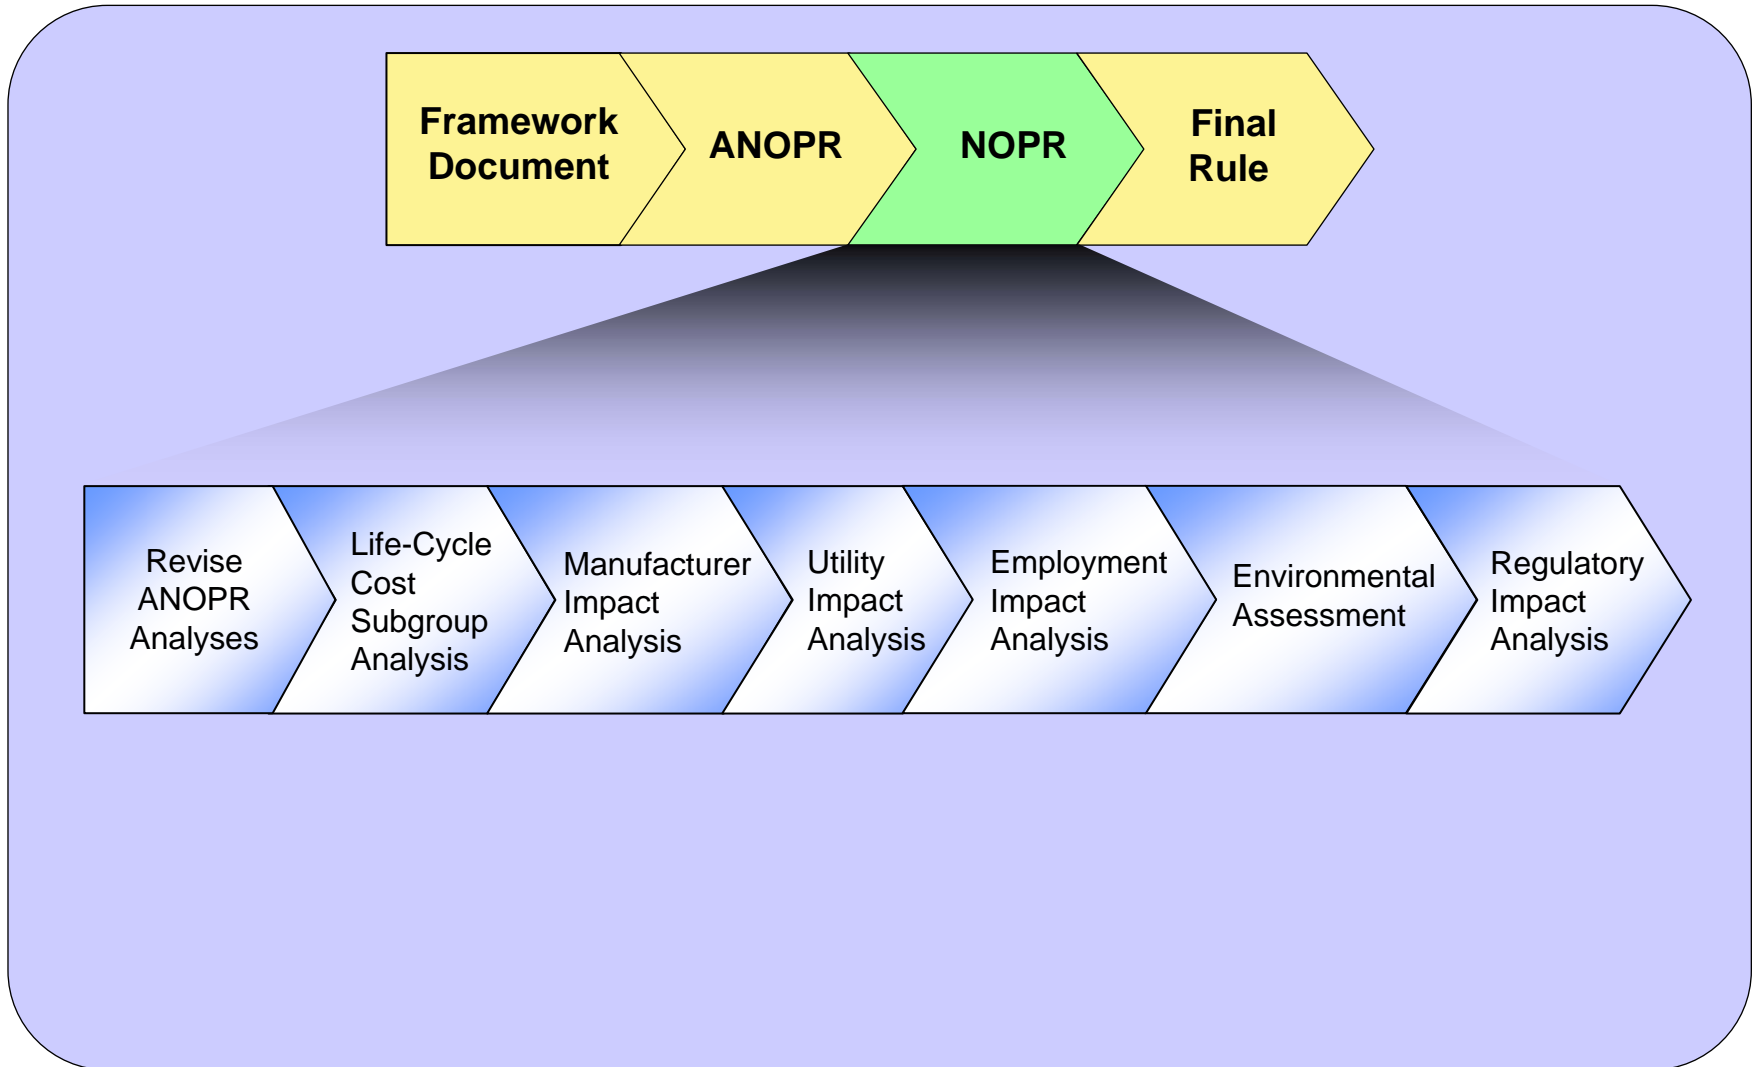 Framework
Document
ANOPR
NOPR
Final
Rule
Revise
ANOPR
Analyses
Life-Cycle
Cost
Subgroup
Analysis
Manufacturer
Impact
Analysis
Utility
Impact
Analysis
Employment
Impact
Analysis
Environmental
Assessment
Regulatory
Impact
Analysis